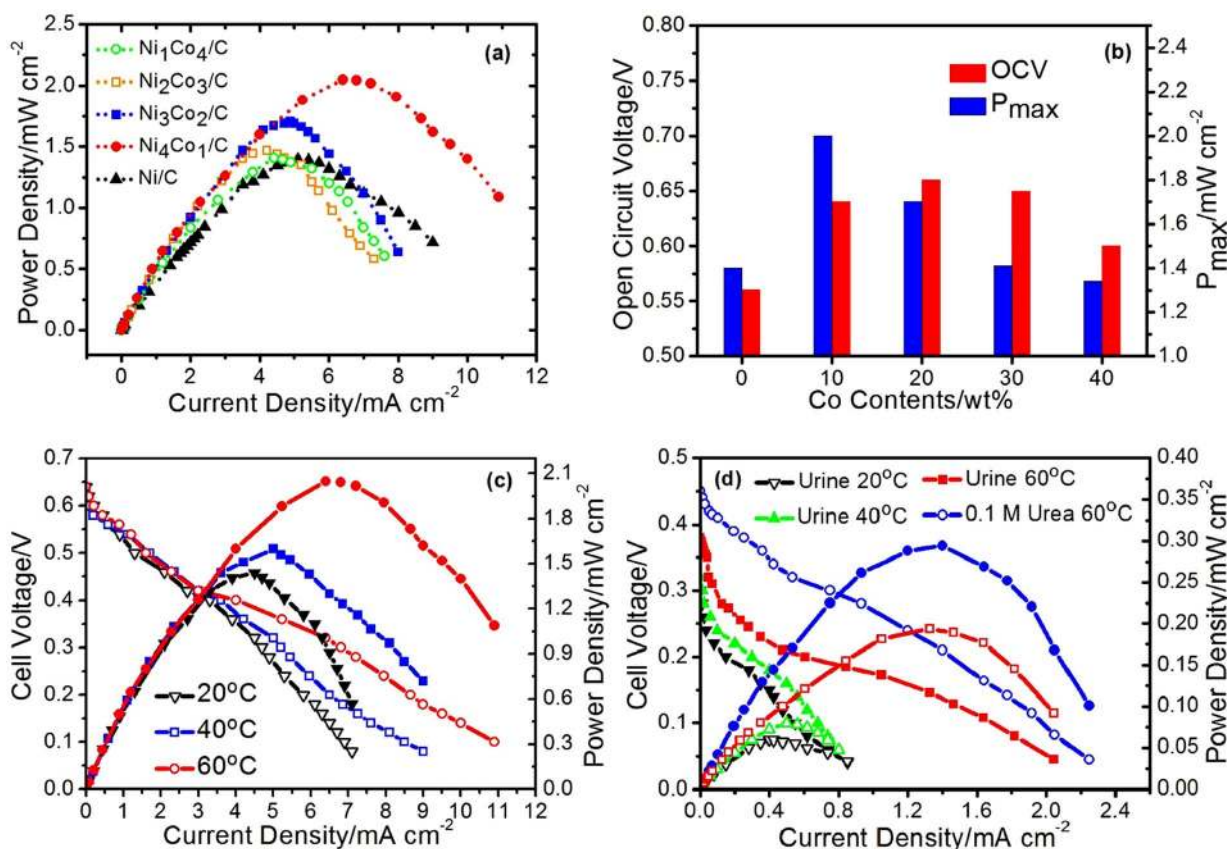 (a)
Power Density/mW cm⁻²
2.5
2.0
1.5
1.0
0.5
0.0
Ni₁Co₄/C
Ni₂Co₃/C
Ni₃Co₂/C
Ni₄Co₁/C
Ni/C
0 2 4 6 8 10 12
Current Density/mA cm⁻²
(b)
Open Circuit Voltage/V
0.80
0.75
0.70
0.65
0.60
0.55
0.50
OCV
Pmax
2.4
2.2
2.0
1.8
1.6
1.4
1.2
1.0
Pmax/mW cm⁻²
0 10 20 30 40
Co Contents/wt%
(c)
Cell Voltage/V
0.7
0.6
0.5
0.4
0.3
0.2
0.1
0.0
20°C
40°C
60°C
2.1
1.8
1.5
1.2
0.9
0.6
0.3
0.0
Power Density/mW cm⁻²
0 1 2 3 4 5 6 7 8 9 10 11
Current Density/mA cm⁻²
(d)
Cell Voltage/V
0.5
0.4
0.3
0.2
0.1
0.0
Urine 20°C
Urine 60°C
Urine 40°C
0.1 M Urea 60°C
0.40
0.35
0.30
0.25
0.20
0.15
0.10
0.05
0.00
Power Density/mW cm⁻²
0.0 0.4 0.8 1.2 1.6 2.0 2.4
Current Density/mA cm⁻²